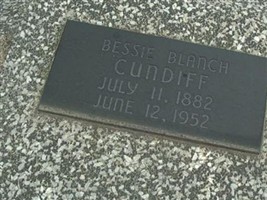 BESSIE BLANCH
CUNDIFF
JULY 11, 1882
JUNE 12, 1952